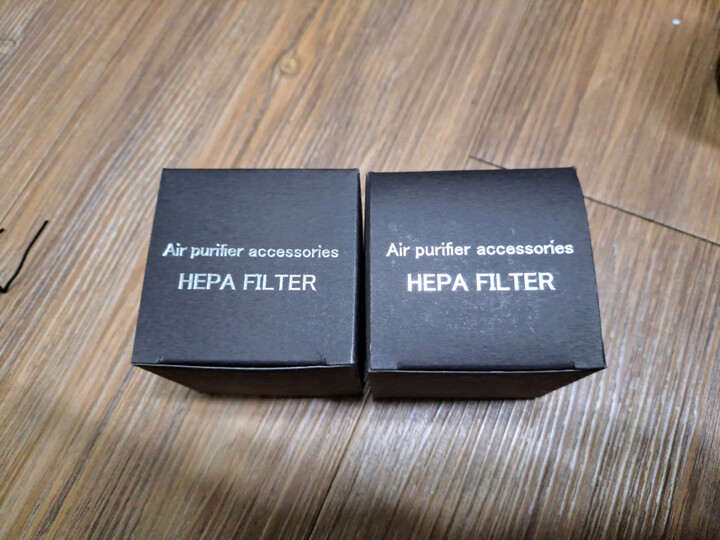 Air purifier accessories
HEPA FILTER
Air purifier accessories
HEPA FILTER